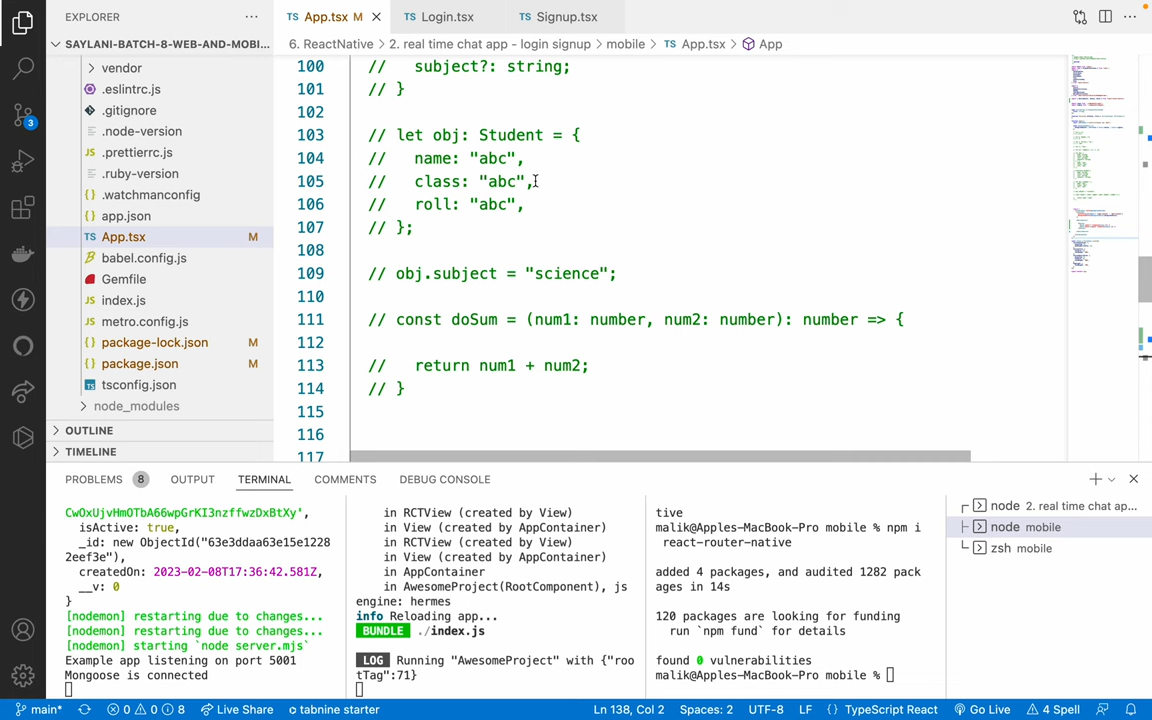 EXPLORER
App.tsx M
Login.tsx
Signup.tsx
SAYLANI-BATCH-8-WEB-AND-MOBI...
6. ReactNative > 2. real time chat app - login signup > mobile > TS App.tsx > App
vendor
.eslintrc.js
.gitignore
.node-version
.prettierrc.js
.ruby-version
.watchmanconfig
app.json
App.tsx M
babel.config.js
Gemfile
index.js
metro.config.js
package-lock.json M
package.json M
tsconfig.json
node_modules
OUTLINE
TIMELINE
100 // subject?: string;
101 // }
102
103 // let obj: Student = {
104 // name: "abc",
105 // class: "abc",
106 // roll: "abc",
107 // };
108
109 // obj.subject = "science";
110
111 // const doSum = (num1: number, num2: number): number => {
112
113 // return num1 + num2;
114 // }
115
116
117
PROBLEMS 8 OUTPUT TERMINAL COMMENTS DEBUG CONSOLE
CwOxUjvHmOTbA66wpGrKI3nzffwzDxBtXy',
isActive: true,
_id: new ObjectId("63e3ddaa63e15e1228
2eef3e"),
createdOn: 2023-02-08T17:36:42.581Z,
__v: 0
}
[nodemon] restarting due to changes...
[nodemon] restarting due to changes...
[nodemon] starting `node server.mjs`
Example app listening on port 5001
Mongoose is connected
in RCTView (created by View)
in View (created by AppContainer)
in RCTView (created by View)
in View (created by AppContainer)
in AppContainer
in AwesomeProject(RootComponent), js
engine: hermes
info Reloading app...
BUNDLE ./index.js
LOG Running "AwesomeProject" with {"roo
tTag":71}
tive
malik@Apples-MacBook-Pro mobile % npm i
react-router-native
added 4 packages, and audited 1282 pack
ages in 14s
120 packages are looking for funding
run `npm fund` for details
found 0 vulnerabilities
malik@Apples-MacBook-Pro mobile %
node 2. real time chat ap...
node mobile
zsh mobile
main* 0 0 8 Live Share tabnine starter Ln 138, Col 2 Spaces: 2 UTF-8 LF {} TypeScript React Go Live 4 Spell